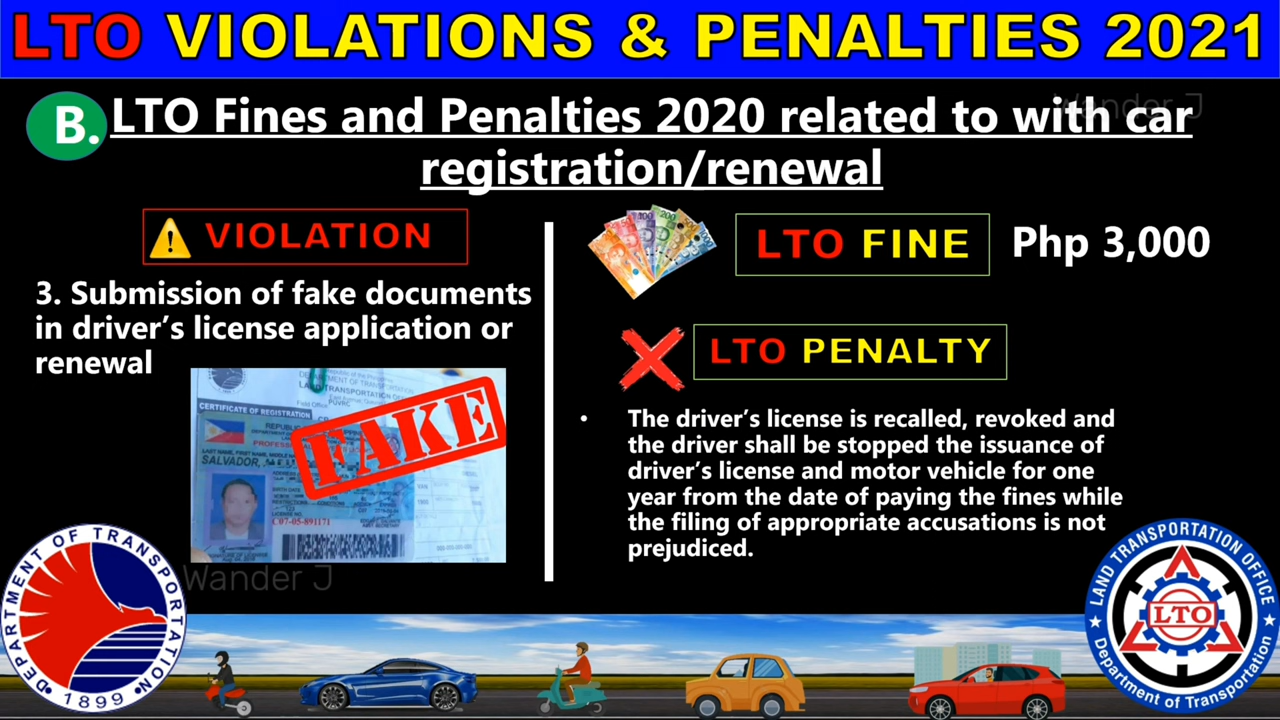 LTO VIOLATIONS & PENALTIES 2021
Wander J
B. LTO Fines and Penalties 2020 related to with car
registration/renewal
⚠ VIOLATION
3. Submission of fake documents
in driver's license application or
renewal
CERTIFICATE OF REGISTRATION
LAND TRANSPORTATION
SALVADOR,
C07-05-891171
FAKE
Wander J
LTO FINE
Php 3,000
LTO PENALTY
• The driver's license is recalled, revoked and
the driver shall be stopped the issuance of
driver's license and motor vehicle for one
year from the date of paying the fines while
the filing of appropriate accusations is not
prejudiced.
DEPARTMENT OF TRANSPORTATION
1899
LAND TRANSPORTATION OFFICE
LTO
Department of Transportation